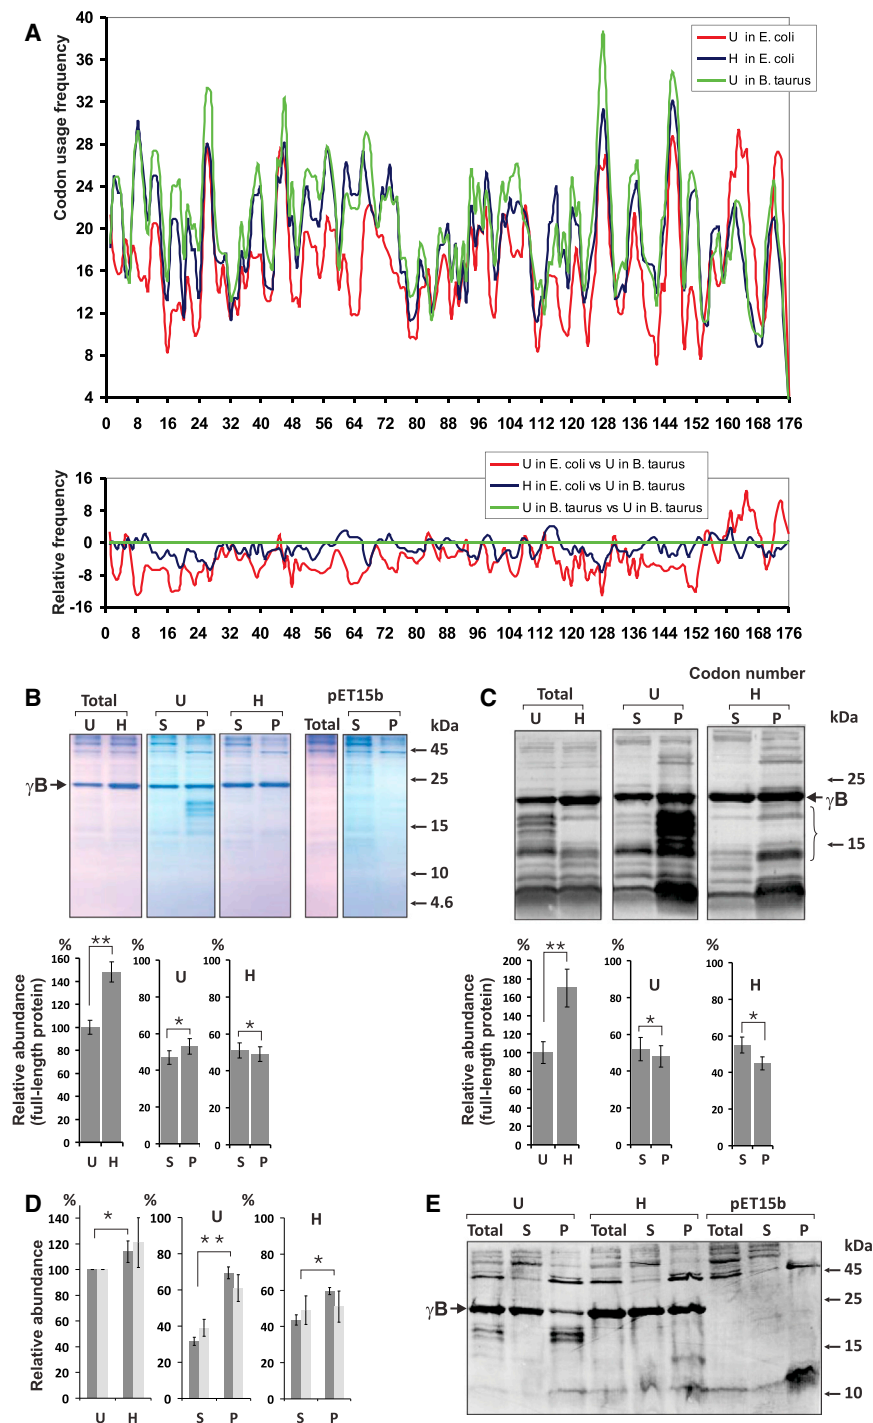 A
Codon usage frequency
40
36
32
28
24
20
16
12
8
4
U in E. coli
H in E. coli
U in B. taurus
0 8 16 24 32 40 48 56 64 72 80 88 96 104 112 120 128 136 144 152 160 168 176
Relative frequency
16
8
0
-8
-16
U in E. coli vs U in B. taurus
H in E. coli vs U in B. taurus
U in B. taurus vs U in B. taurus
0 8 16 24 32 40 48 56 64 72 80 88 96 104 112 120 128 136 144 152 160 168 176
Codon number
B
Total U H pET15b
U H S P S P Total S P kDa
γB
45
25
15
10
4.6
% ** % %
Relative abundance
(full-length protein)
160
140
120
100
80
60
40
20
0
U H
100
80
60
40
20
0
U
*
S P
100
80
60
40
20
0
H
*
S P
C
Total U H
U H S P S P kDa
25
γB
15
% ** % %
Relative abundance
(full-length protein)
200
180
160
140
120
100
80
60
40
20
0
U H
100
80
60
40
20
0
U
*
S P
100
80
60
40
20
0
H
*
S P
D
% % %
Relative abundance
140
120
100
80
60
40
20
0
*
U H
100
80
60
40
20
0
U
* *
S P
100
80
60
40
20
0
H
*
S P
E
U H pET15b
Total S P Total S P Total S P
kDa
γB
45
25
15
10